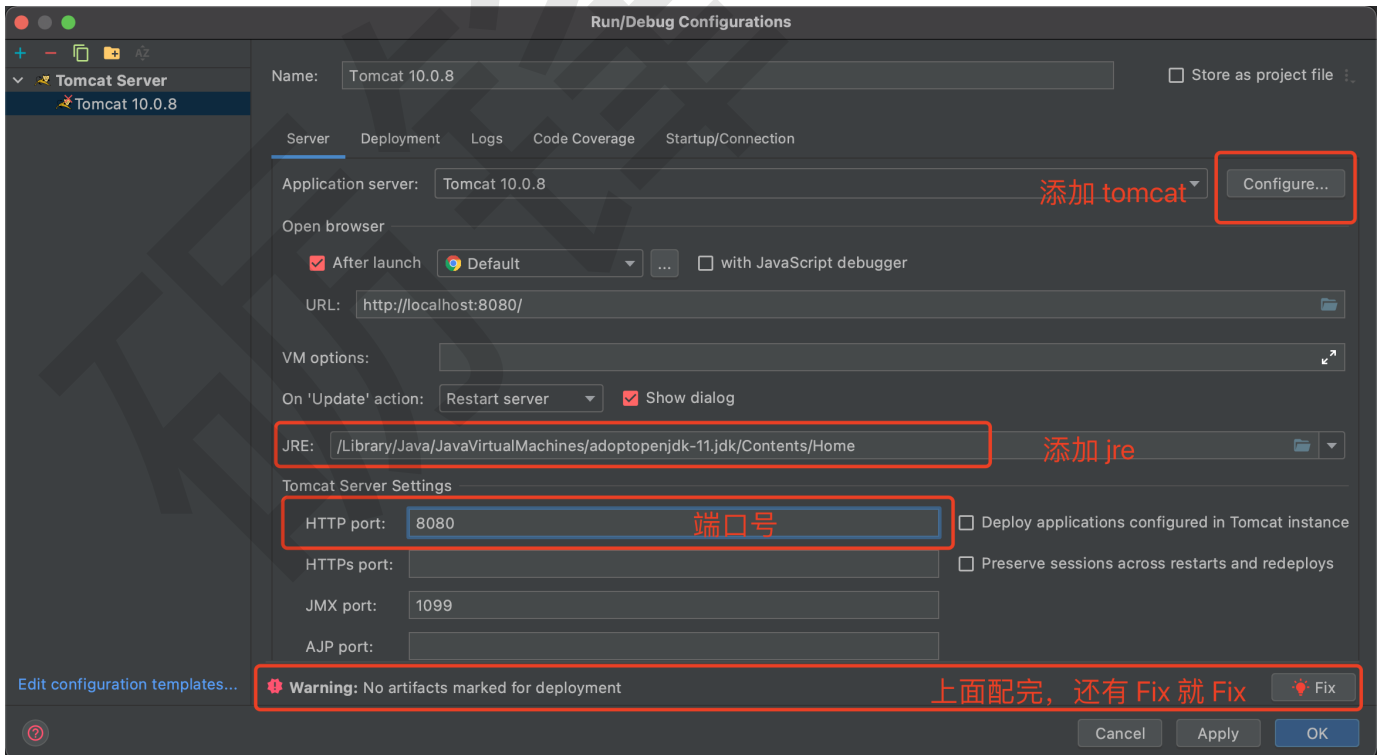 Run/Debug Configurations
Tomcat Server
Tomcat 10.0.8
Name: Tomcat 10.0.8 Store as project file
Server Deployment Logs Code Coverage Startup/Connection
Application server: Tomcat 10.0.8 添加 tomcat Configure...
Open browser
After launch Default ... with JavaScript debugger
URL: http://localhost:8080/
VM options:
On 'Update' action: Restart server Show dialog
JRE: /Library/Java/JavaVirtualMachines/adoptopenjdk-11.jdk/Contents/Home 添加 jre
Tomcat Server Settings
HTTP port: 8080 端口号 Deploy applications configured in Tomcat instance
HTTPs port: Preserve sessions across restarts and redeploys
JMX port: 1099
AJP port:
Edit configuration templates... Warning: No artifacts marked for deployment 上面配完，还有 Fix 就 Fix Fix
? Cancel Apply OK